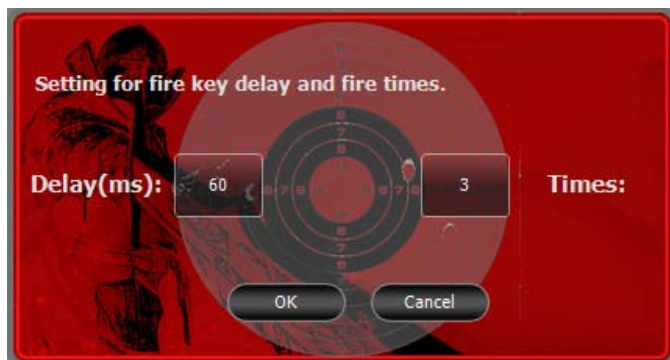 Setting for fire key delay and fire times.
Delay(ms): 60 3 Times:
OK Cancel